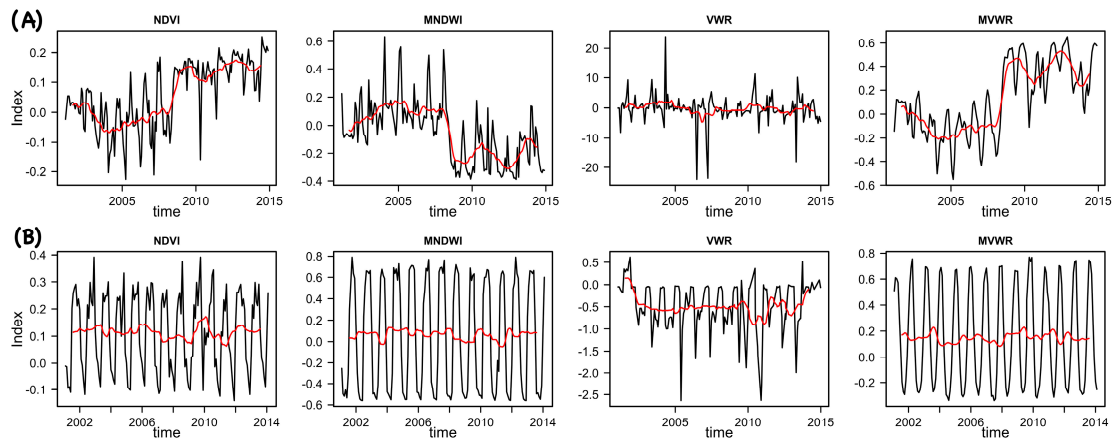 (A)
NDVI MNDWI VWR MVWR
Index
0.2 0.1 0.0 -0.1 -0.2
0.6 0.4 0.2 0.0 -0.2 -0.4
20 10 0 -10 -20
0.6 0.4 0.2 0.0 -0.2 -0.4 -0.6
2005 2010 2015 2005 2010 2015 2005 2010 2015 2005 2010 2015
time time time time
(B)
NDVI MNDWI VWR MVWR
Index
0.4 0.3 0.2 0.1 0.0 -0.1
0.8 0.6 0.4 0.2 0.0 -0.2 -0.4 -0.6
0.5 0.0 -0.5 -1.0 -1.5 -2.0 -2.5
0.8 0.6 0.4 0.2 0.0 -0.2
2002 2006 2010 2014 2002 2006 2010 2014 2005 2010 2015 2002 2006 2010 2014
time time time time